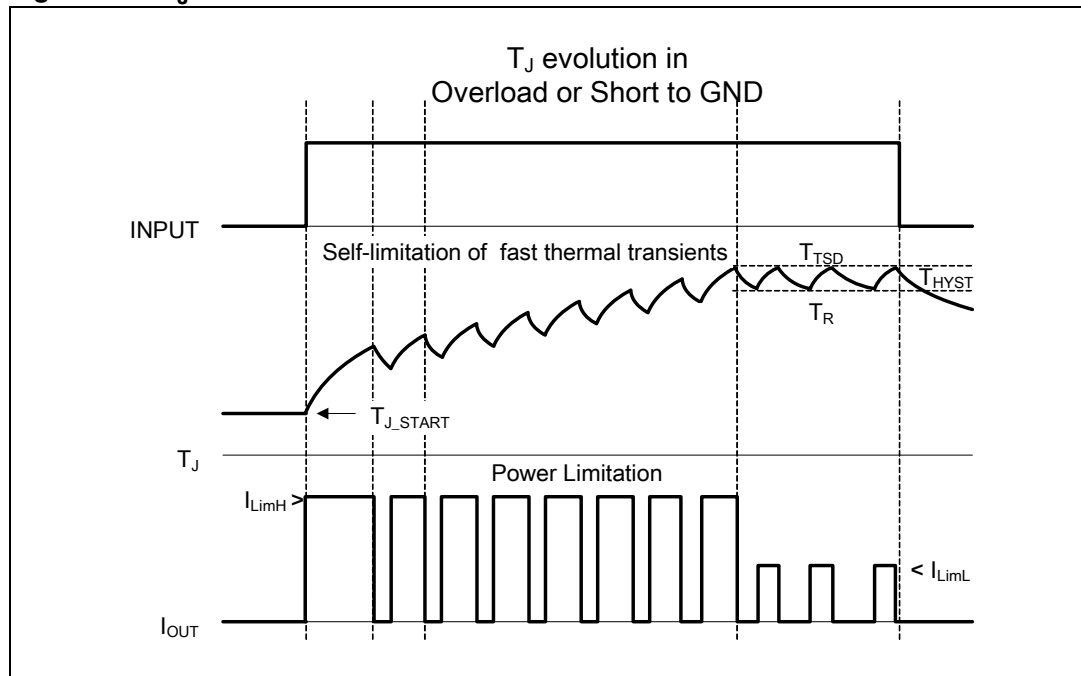 T_J evolution in
Overload or Short to GND
INPUT
Self-limitation of fast thermal transients
T_TSD
T_HYST
T_R
T_J_START
T_J
Power Limitation
I_LimH >
< I_LimL
I_OUT